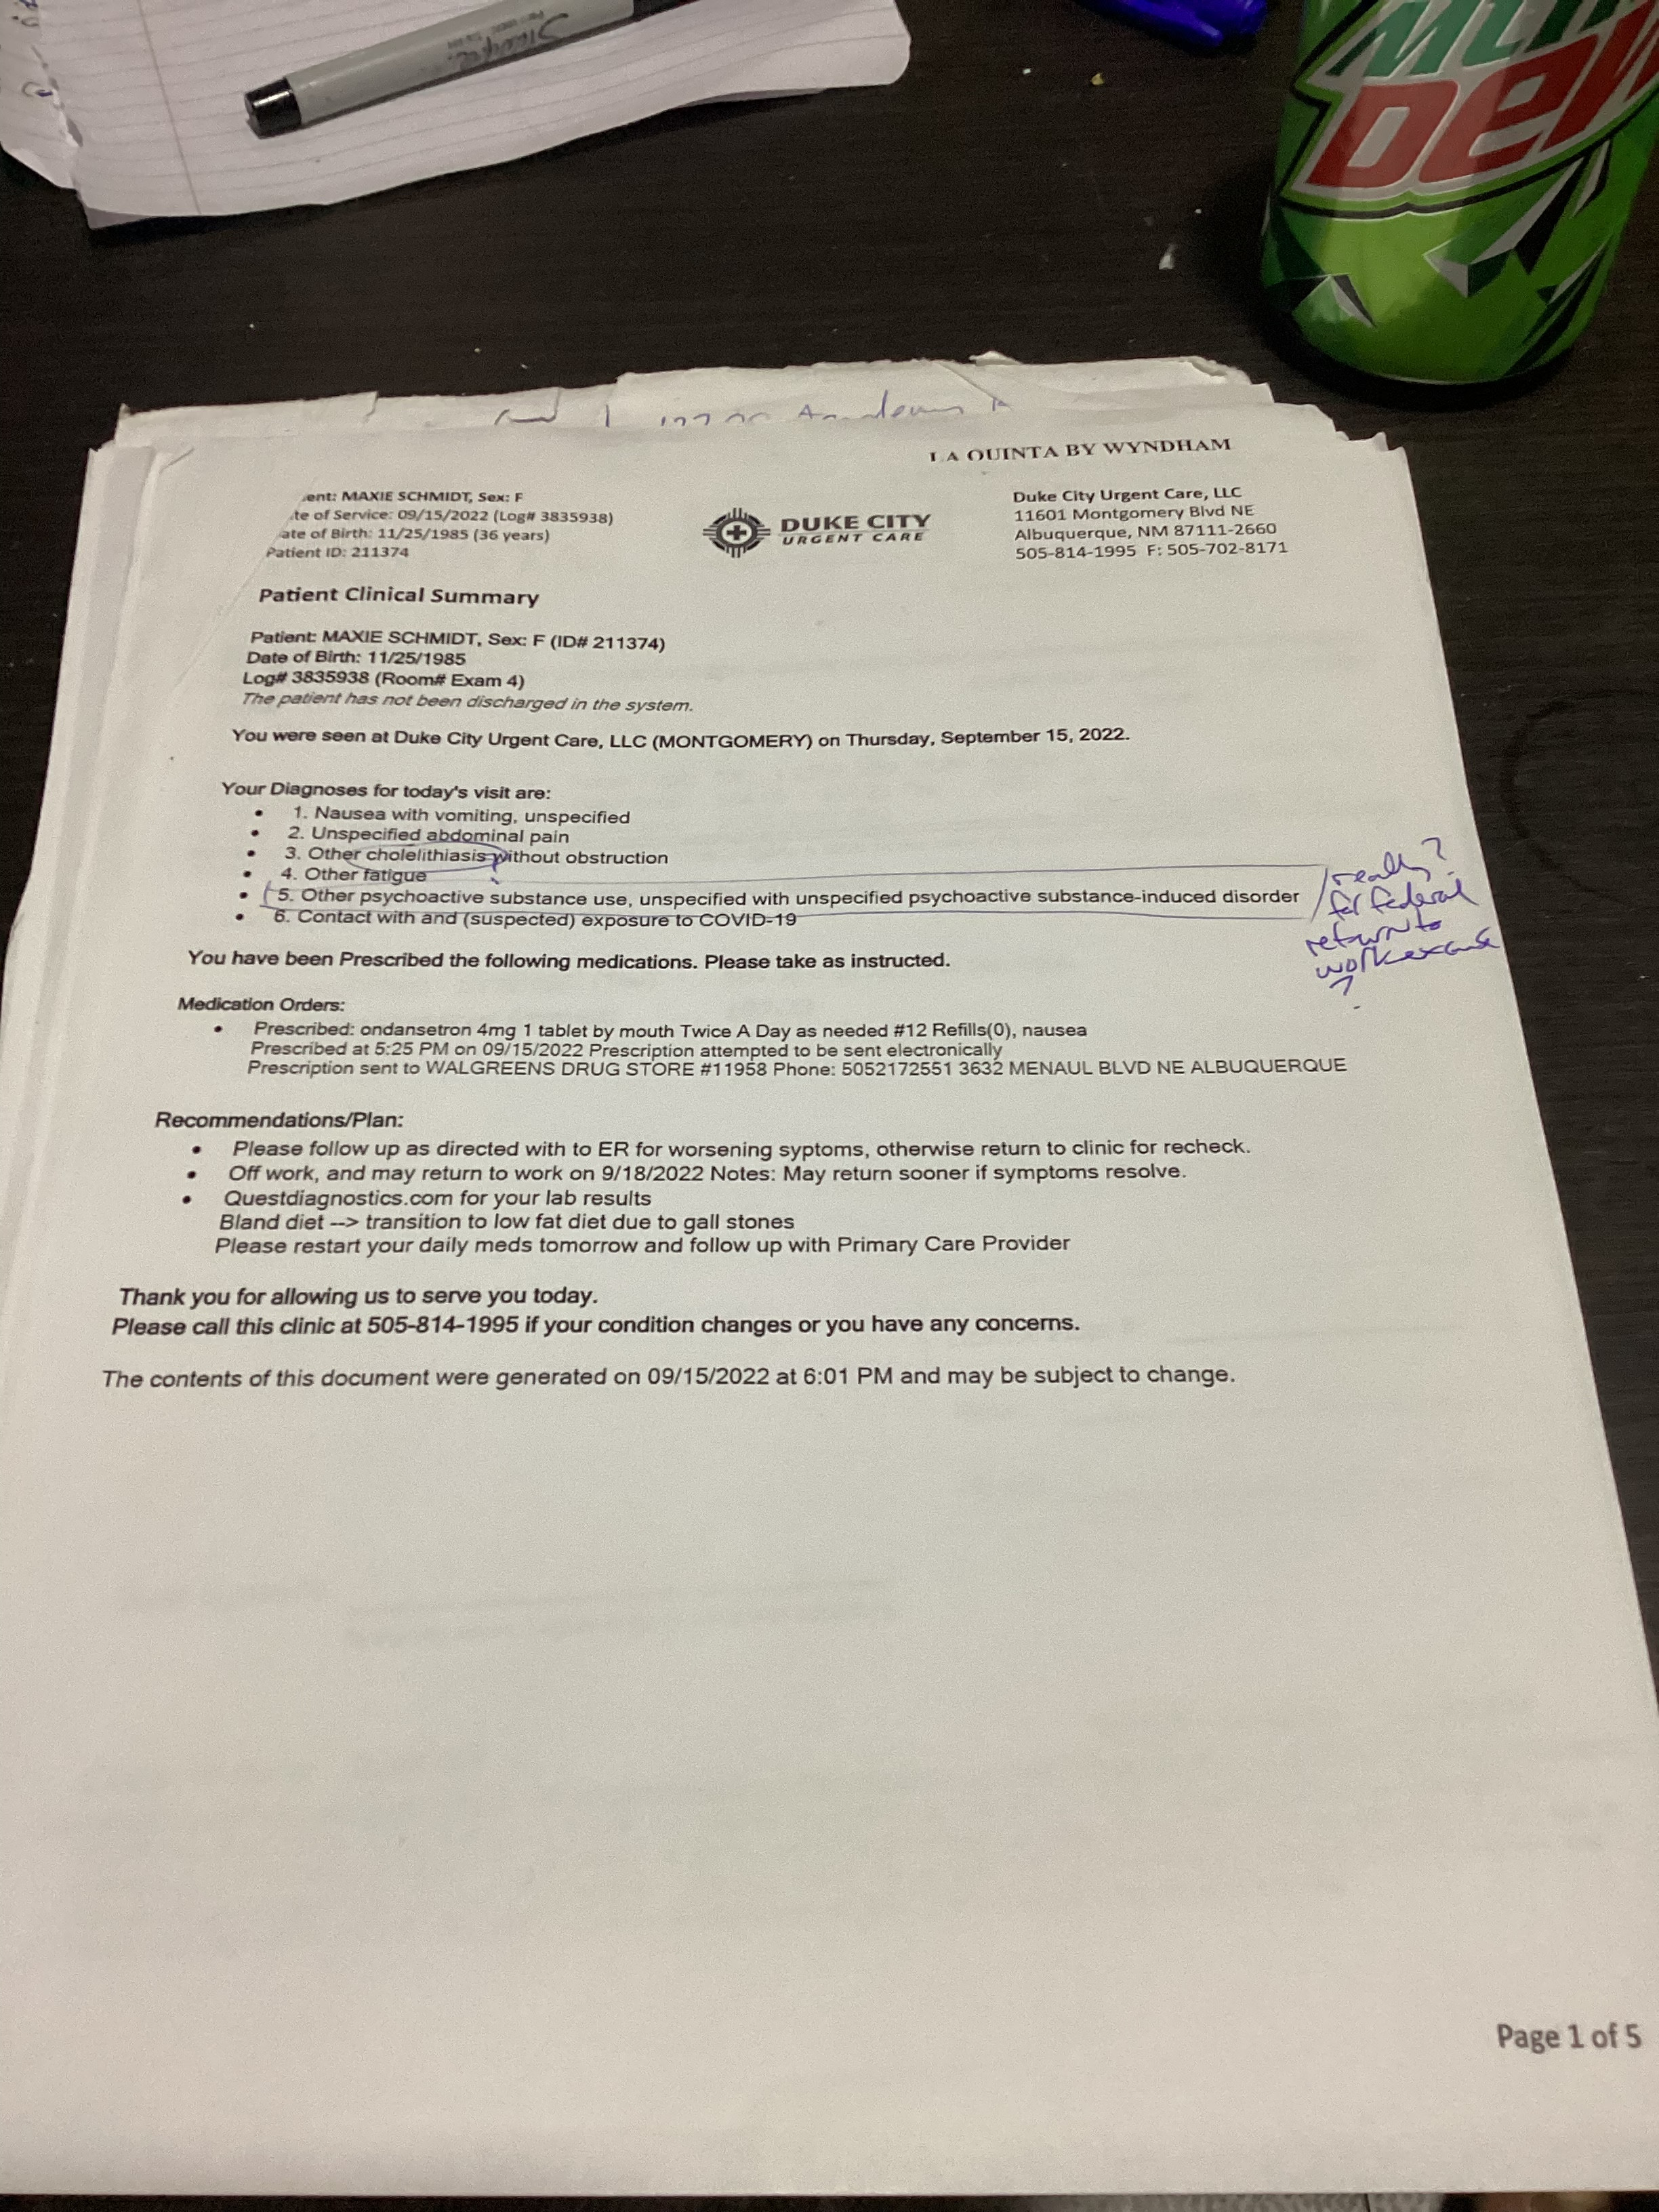 Sharpie
MTN
DEW
LA QUINTA BY WYNDHAM
ent: MAXIE SCHMIDT, Sex: F
te of Service: 09/15/2022 (Log# 3835938)
ate of Birth: 11/25/1985 (36 years)
Patient ID: 211374
DUKE CITY
URGENT CARE
Duke City Urgent Care, LLC
11601 Montgomery Blvd NE
Albuquerque, NM 87111-2660
505-814-1995 F: 505-702-8171
Patient Clinical Summary
Patient: MAXIE SCHMIDT, Sex: F (ID# 211374)
Date of Birth: 11/25/1985
Log# 3835938 (Room# Exam 4)
The patient has not been discharged in the system.
You were seen at Duke City Urgent Care, LLC (MONTGOMERY) on Thursday, September 15, 2022.
Your Diagnoses for today's visit are:
• 1. Nausea with vomiting, unspecified
• 2. Unspecified abdominal pain
• 3. Other cholelithiasis without obstruction
?
• 4. Other fatigue
• 5. Other psychoactive substance use, unspecified with unspecified psychoactive substance-induced disorder
• 6. Contact with and (suspected) exposure to COVID-19
really?
for federal
return to
work excuse
?
You have been Prescribed the following medications. Please take as instructed.
Medication Orders:
• Prescribed: ondansetron 4mg 1 tablet by mouth Twice A Day as needed #12 Refills(0), nausea
Prescribed at 5:25 PM on 09/15/2022 Prescription attempted to be sent electronically
Prescription sent to WALGREENS DRUG STORE #11958 Phone: 5052172551 3632 MENAUL BLVD NE ALBUQUERQUE
Recommendations/Plan:
• Please follow up as directed with to ER for worsening syptoms, otherwise return to clinic for recheck.
• Off work, and may return to work on 9/18/2022 Notes: May return sooner if symptoms resolve.
• Questdiagnostics.com for your lab results
Bland diet --> transition to low fat diet due to gall stones
Please restart your daily meds tomorrow and follow up with Primary Care Provider
Thank you for allowing us to serve you today.
Please call this clinic at 505-814-1995 if your condition changes or you have any concerns.
The contents of this document were generated on 09/15/2022 at 6:01 PM and may be subject to change.
Page 1 of 5